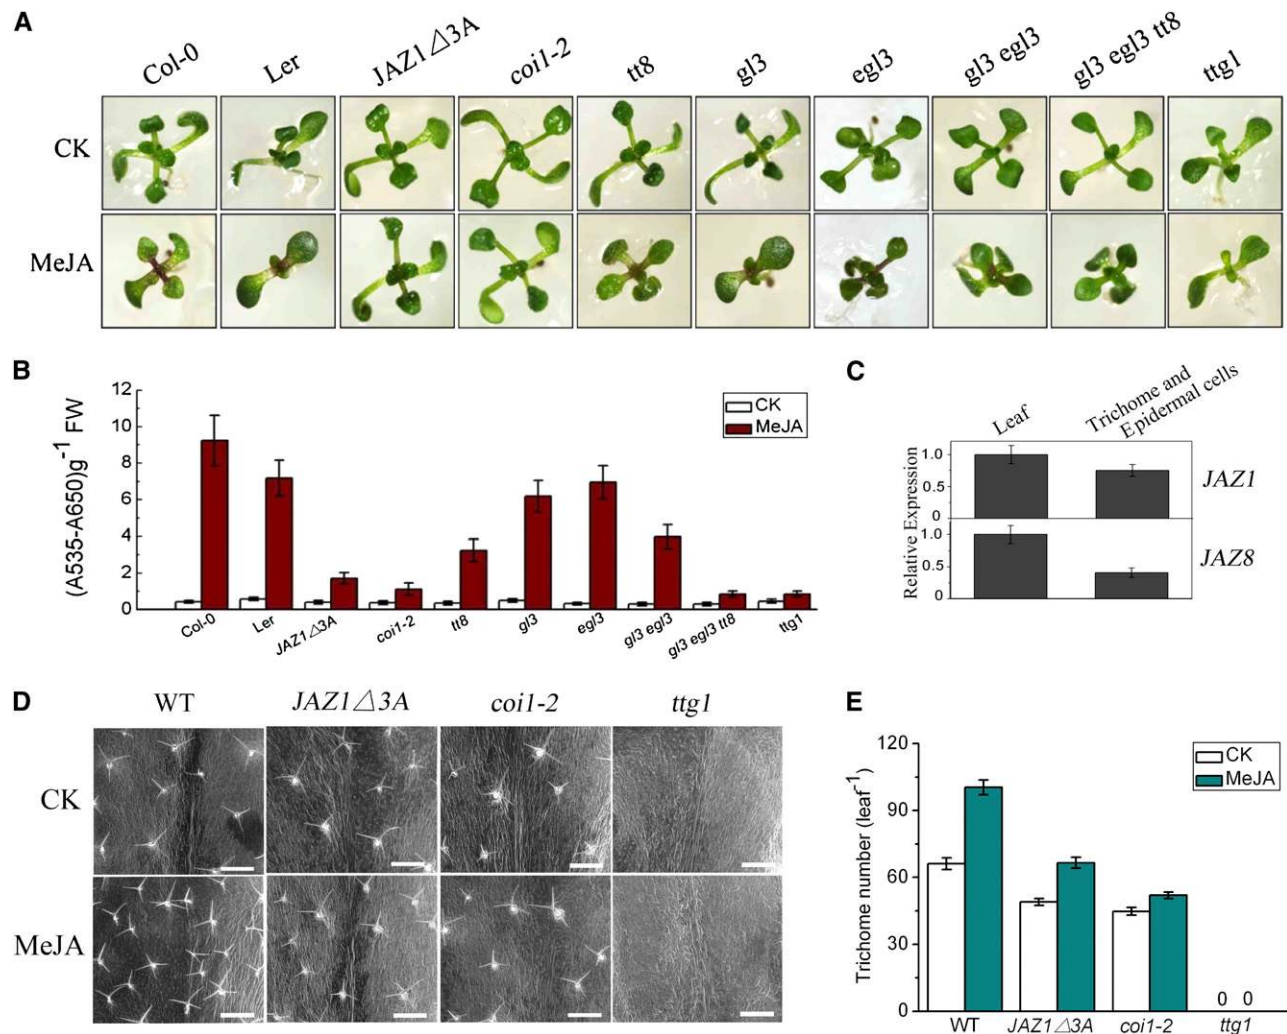 A
Col-0 Ler JAZ1△3A coi1-2 tt8 gl3 egl3 gl3 egl3 gl3 egl3 tt8 ttg1
CK
MeJA
B
(A535-A650)g⁻¹ FW
12
10
8
6
4
2
0
CK
MeJA
Col-0 Ler JAZ1△3A coi1-2 tt8 gl3 egl3 gl3 egl3 gl3 egl3 tt8 ttg1
C
Leaf
Trichome and
Epidermal cells
Relative Expression
1.0
0.5
0
JAZ1
1.0
0.5
0
JAZ8
D
WT JAZ1△3A coi1-2 ttg1
CK
MeJA
E
Trichome number (leaf⁻¹)
120
90
60
30
0
CK
MeJA
0 0
WT JAZ1△3A coi1-2 ttg1